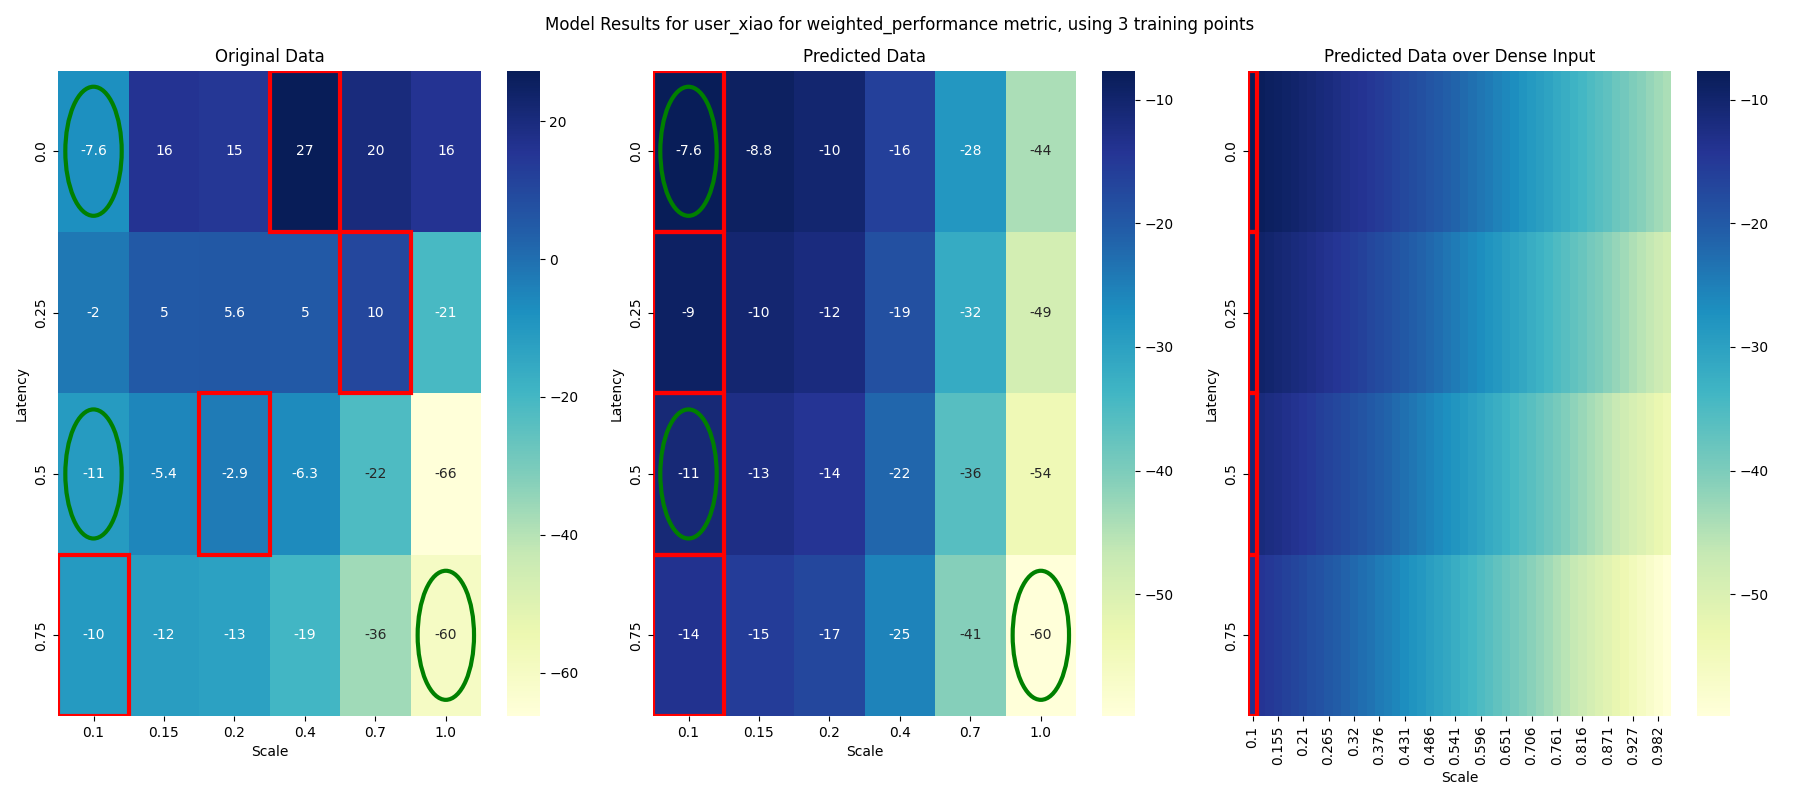 Model Results for user_xiao for weighted_performance metric, using 3 training points
Original Data
Latency
0.0
0.25
0.5
0.75
-7.6 16 15 27 20 16
-2 5 5.6 5 10 -21
-11 -5.4 -2.9 -6.3 -22 -66
-10 -12 -13 -19 -36 -60
0.1 0.15 0.2 0.4 0.7 1.0
Scale
20
0
−20
−40
−60
Predicted Data
Latency
0.0
0.25
0.5
0.75
-7.6 -8.8 -10 -16 -28 -44
-9 -10 -12 -19 -32 -49
-11 -13 -14 -22 -36 -54
-14 -15 -17 -25 -41 -60
0.1 0.15 0.2 0.4 0.7 1.0
Scale
−10
−20
−30
−40
−50
Predicted Data over Dense Input
Latency
0.0
0.25
0.5
0.75
0.1 0.155 0.21 0.265 0.32 0.376 0.431 0.486 0.541 0.596 0.651 0.706 0.761 0.816 0.871 0.927 0.982
Scale
−10
−20
−30
−40
−50